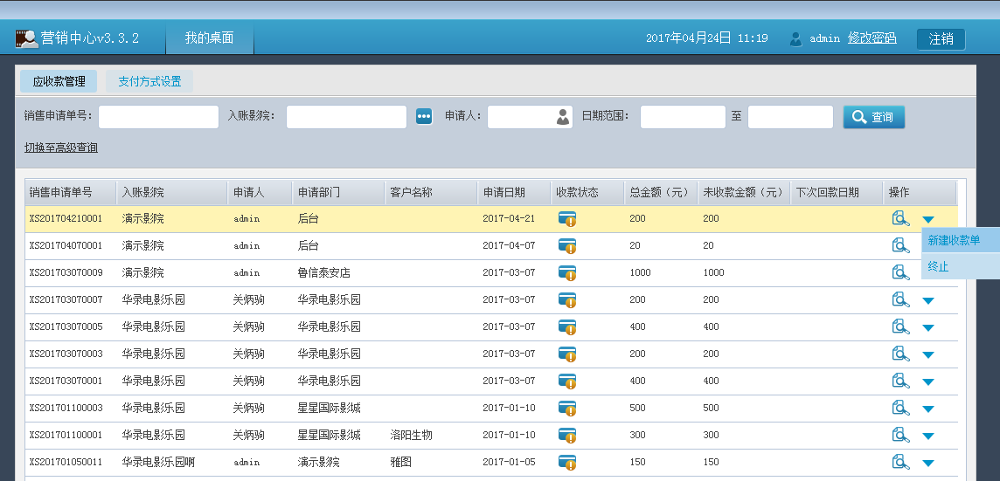 营销中心v3.3.2 我的桌面 2017年04月24日 11:19 admin 修改密码 注销
应收款管理 支付方式设置
销售申请单号: 入账影院: 申请人: 日期范围: 至 查询
切换至高级查询
销售申请单号 入账影院 申请人 申请部门 客户名称 申请日期 收款状态 总金额（元） 未收款金额（元） 下次回款日期 操作
XS201704210001 演示影院 admin 后台 2017-04-21 200 200
新建收款单
XS201704070001 演示影院 admin 后台 2017-04-07 20 20
终止
XS201703070009 演示影院 admin 鲁信泰安店 2017-03-07 1000 1000
XS201703070007 华录电影乐园 关炳驹 华录电影乐园 2017-03-07 200 200
XS201703070005 华录电影乐园 关炳驹 华录电影乐园 2017-03-07 400 400
XS201703070003 华录电影乐园 关炳驹 华录电影乐园 2017-03-07 200 200
XS201703070001 华录电影乐园 关炳驹 华录电影乐园 2017-03-07 400 400
XS201701100003 华录电影乐园 关炳驹 星星国际影城 2017-01-10 500 500
XS201701100001 华录电影乐园 关炳驹 星星国际影城 洛阳生物 2017-01-10 300 300
XS201701050011 华录电影乐园啊 admin 演示影院 雅图 2017-01-05 150 150